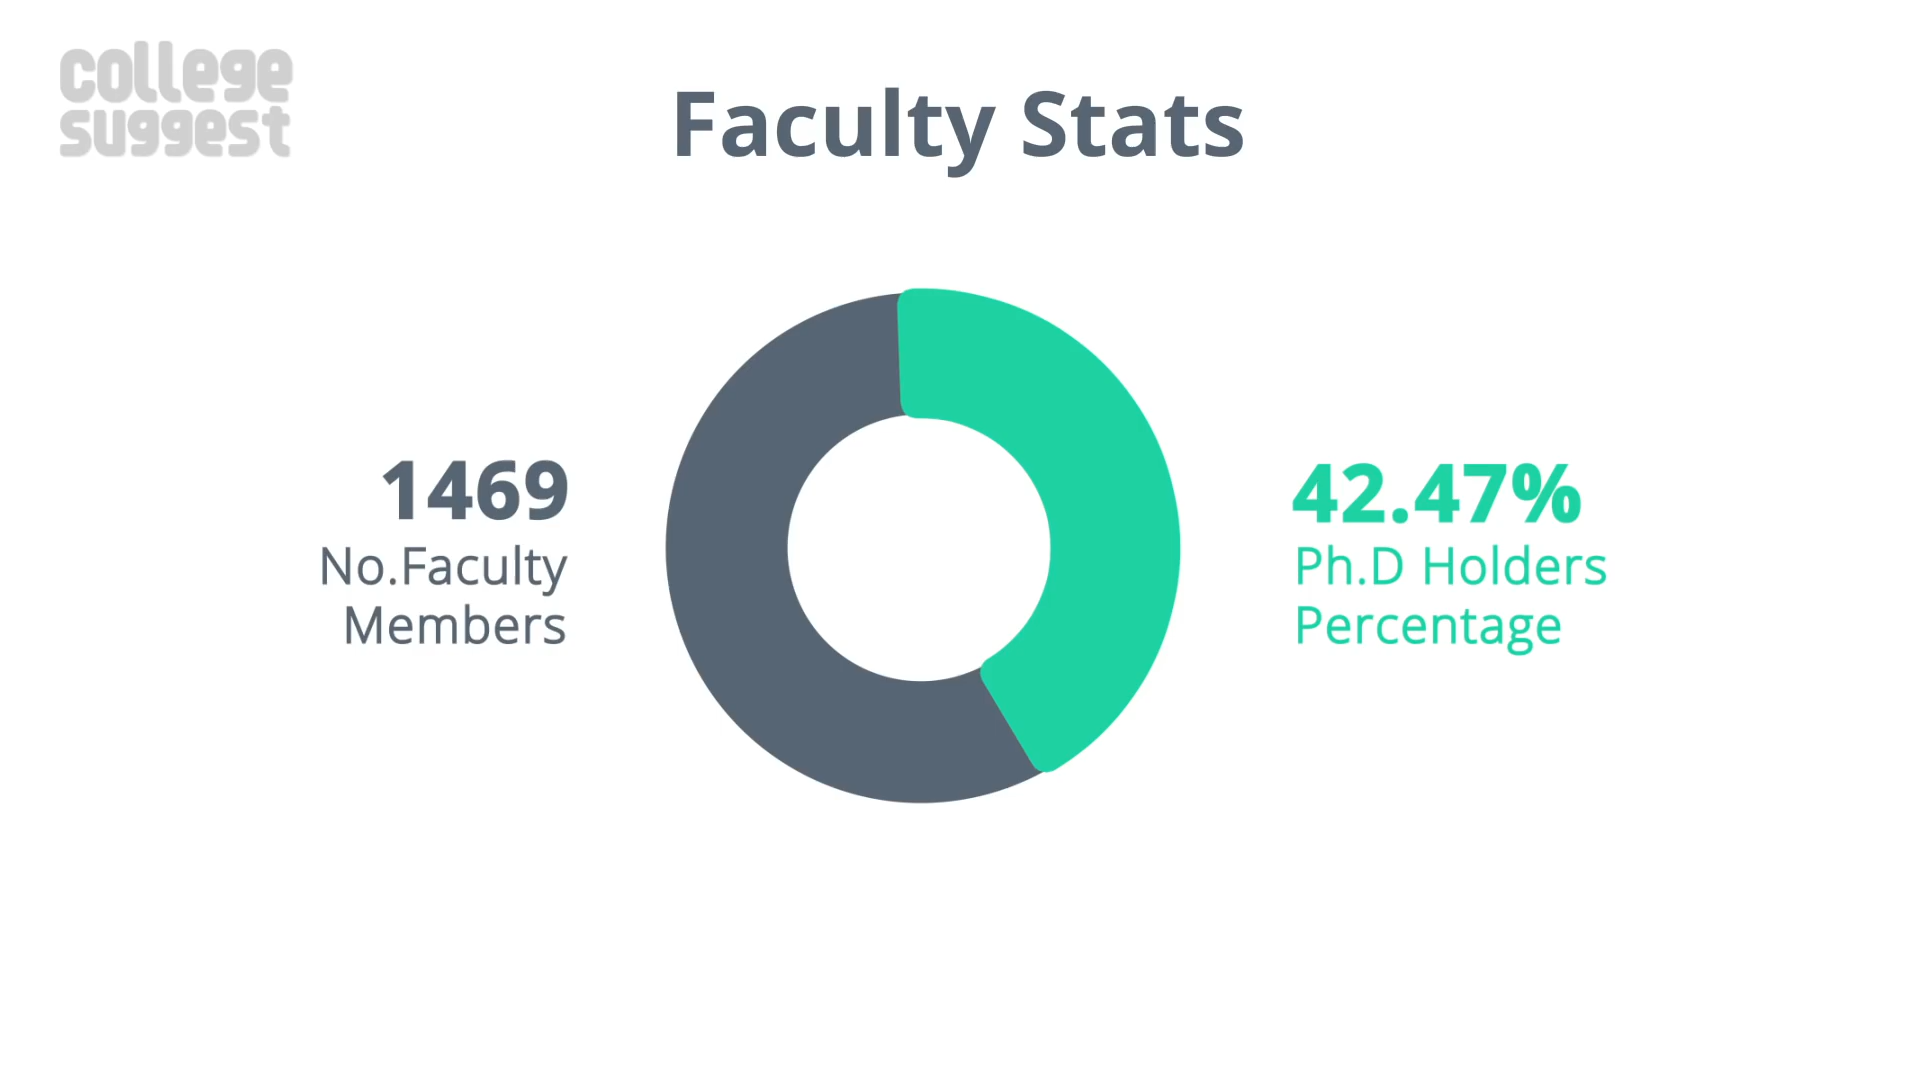 college
suggest
Faculty Stats
1469
No.Faculty
Members
42.47%
Ph.D Holders
Percentage